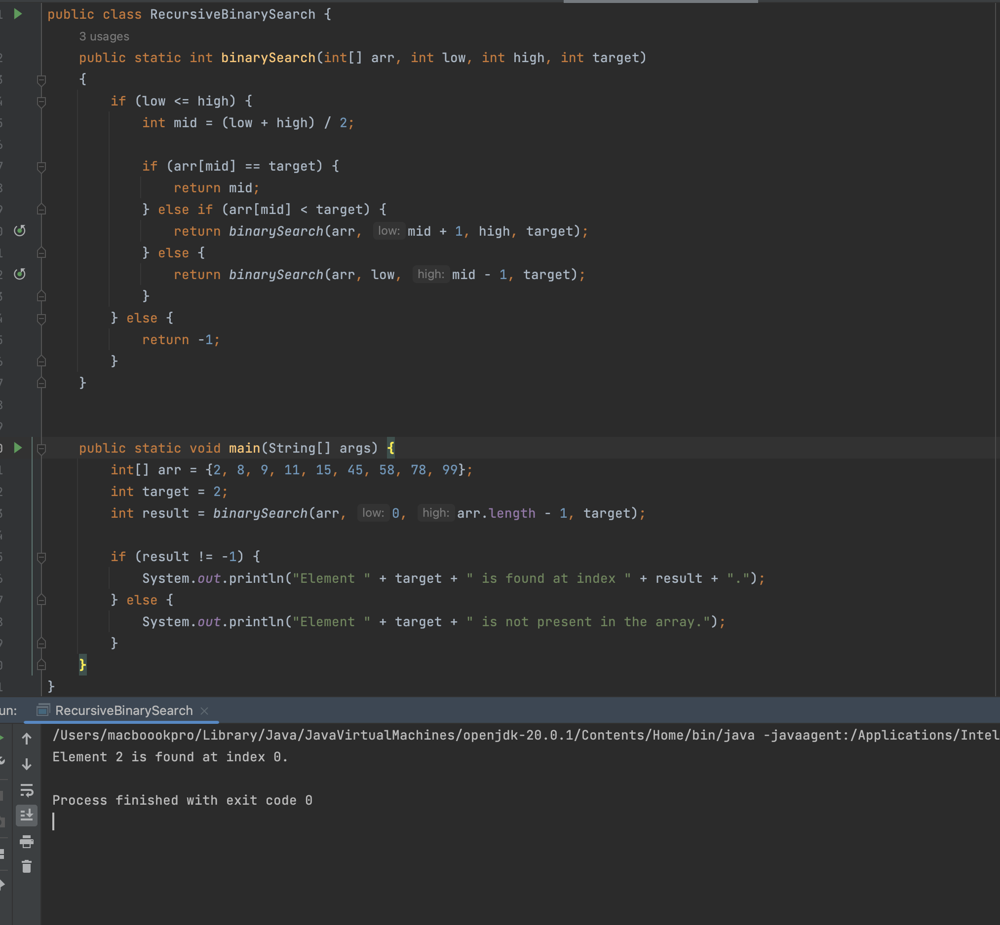 public class RecursiveBinarySearch {
3 usages
public static int binarySearch(int[] arr, int low, int high, int target)
{
if (low <= high) {
int mid = (low + high) / 2;
if (arr[mid] == target) {
return mid;
} else if (arr[mid] < target) {
return binarySearch(arr, low: mid + 1, high, target);
} else {
return binarySearch(arr, low, high: mid - 1, target);
}
} else {
return -1;
}
}
public static void main(String[] args) {
int[] arr = {2, 8, 9, 11, 15, 45, 58, 78, 99};
int target = 2;
int result = binarySearch(arr, low: 0, high: arr.length - 1, target);
if (result != -1) {
System.out.println("Element " + target + " is found at index " + result + ".");
} else {
System.out.println("Element " + target + " is not present in the array.");
}
}
}
un: RecursiveBinarySearch
/Users/macboookpro/Library/Java/JavaVirtualMachines/openjdk-20.0.1/Contents/Home/bin/java -javaagent:/Applications/Intel
Element 2 is found at index 0.
Process finished with exit code 0